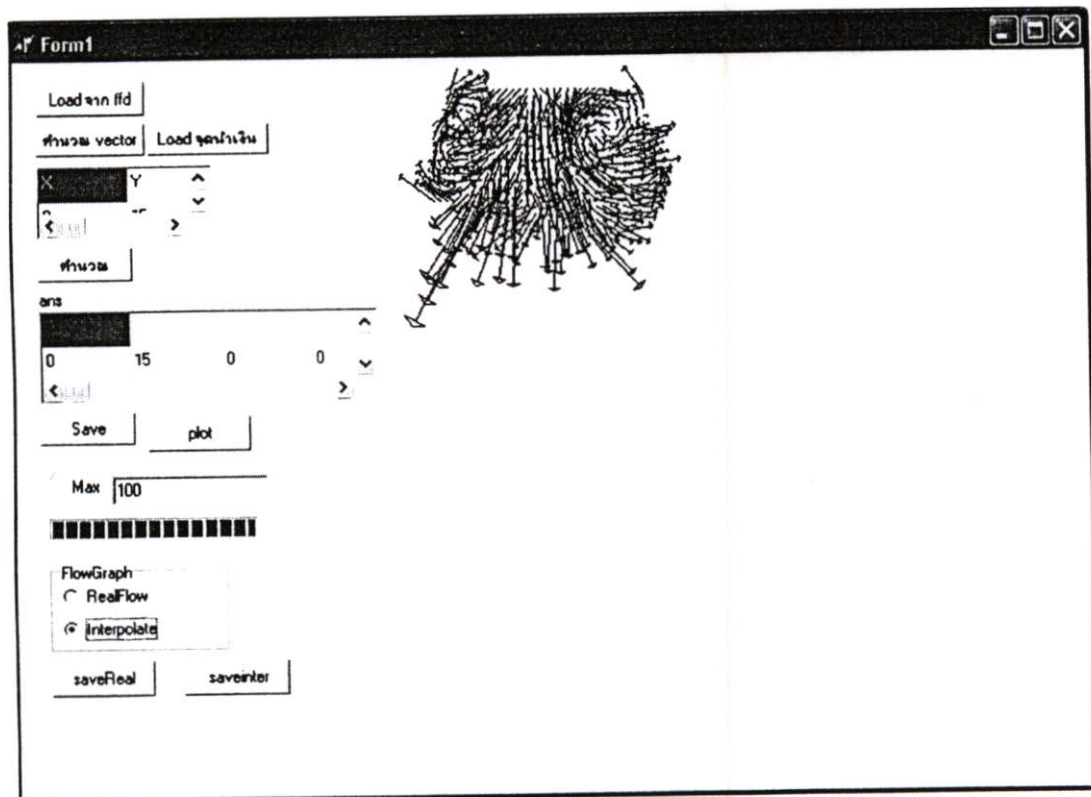 Form1
Load จาก ffd
คำนวณ vector
Load จุดน้ำเงิน
X Y
คำนวณ
ans
0 15 0 0
Save
plot
Max 100
FlowGraph
RealFlow
Interpolate
saveReal
saveinter